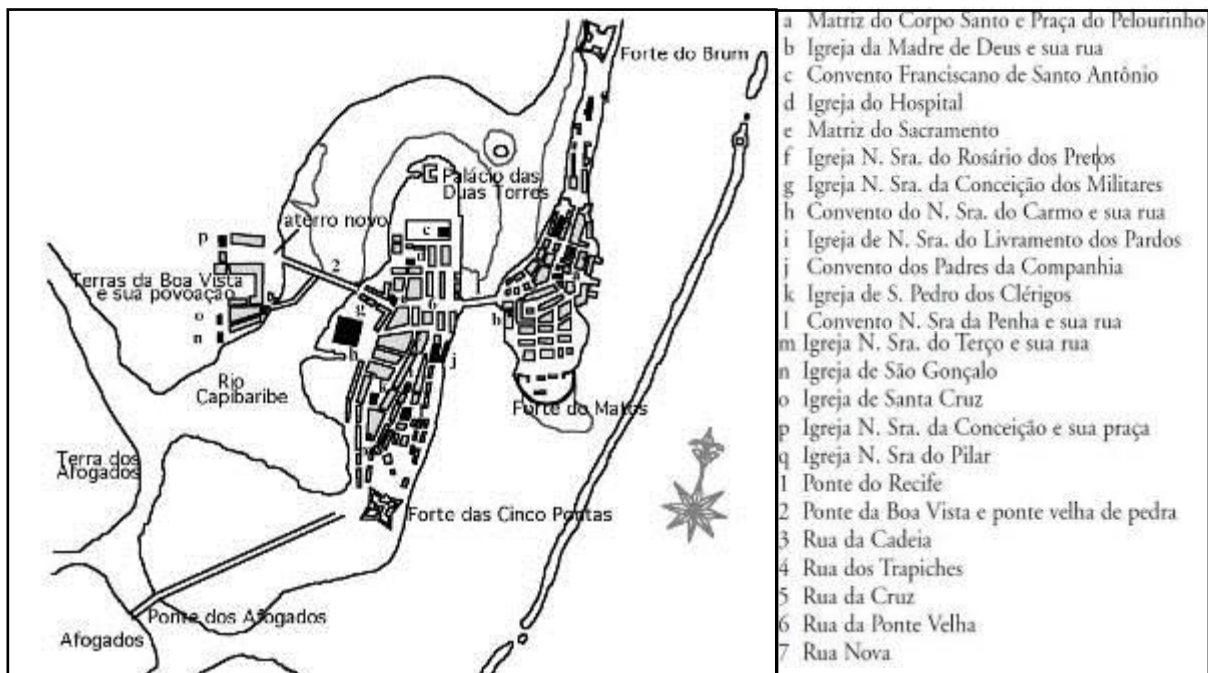 Forte do Brum
Palácio das
Duas Torres
aterro novo
p
c
2
Terras da Boa Vista
e sua povoação
6
1
g
o
b
n
h
j
Rio
Capibaribe
Forte do Matos
Terra dos
Afogados
Forte das Cinco Pontas
Ponte dos Afogados
Afogados
a Matriz do Corpo Santo e Praça do Pelourinho
b Igreja da Madre de Deus e sua rua
c Convento Franciscano de Santo Antônio
d Igreja do Hospital
e Matriz do Sacramento
f Igreja N. Sra. do Rosário dos Pretos
g Igreja N. Sra. da Conceição dos Militares
h Convento do N. Sra. do Carmo e sua rua
i Igreja de N. Sra. do Livramento dos Pardos
j Convento dos Padres da Companhia
k Igreja de S. Pedro dos Clérigos
l Convento N. Sra da Penha e sua rua
m Igreja N. Sra. do Terço e sua rua
n Igreja de São Gonçalo
o Igreja de Santa Cruz
p Igreja N. Sra. da Conceição e sua praça
q Igreja N. Sra do Pilar
1 Ponte do Recife
2 Ponte da Boa Vista e ponte velha de pedra
3 Rua da Cadeia
4 Rua dos Trapiches
5 Rua da Cruz
6 Rua da Ponte Velha
7 Rua Nova